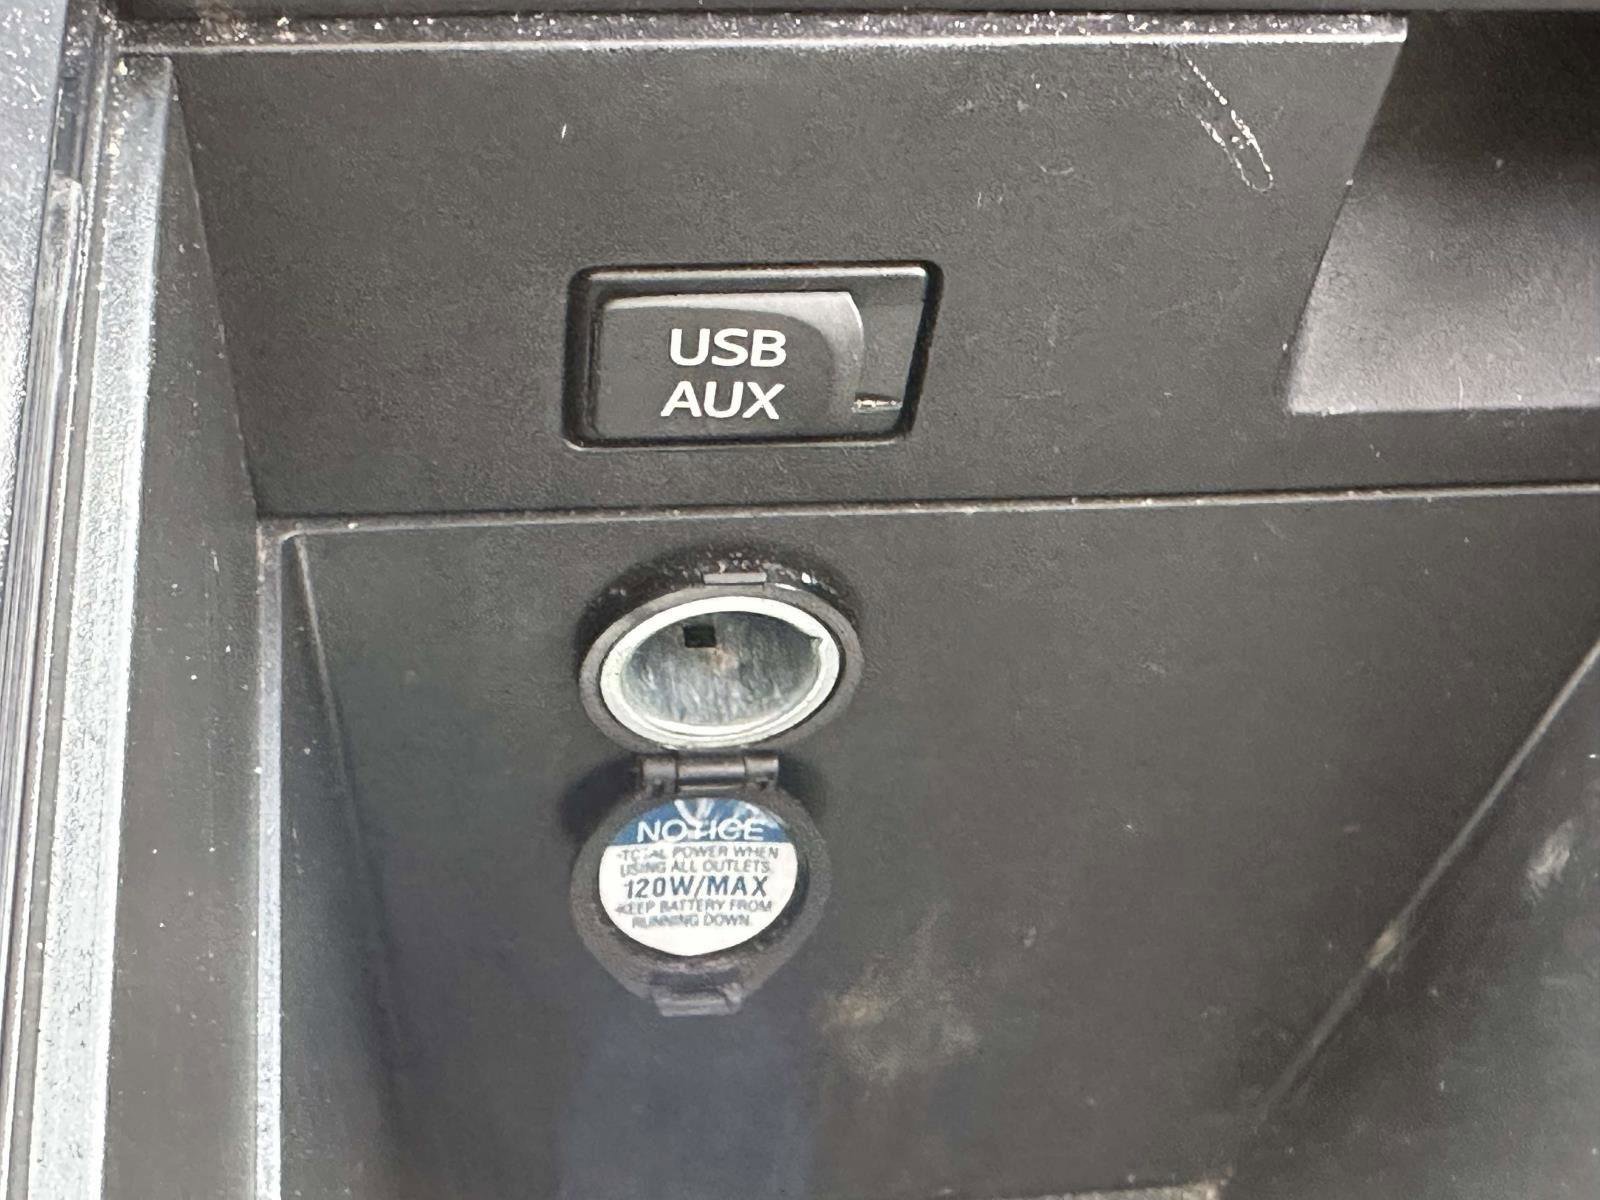 USB
AUX
NOTICE
•TOTAL POWER WHEN
USING ALL OUTLETS.
120W/MAX
•KEEP BATTERY FROM
RUNNING DOWN.